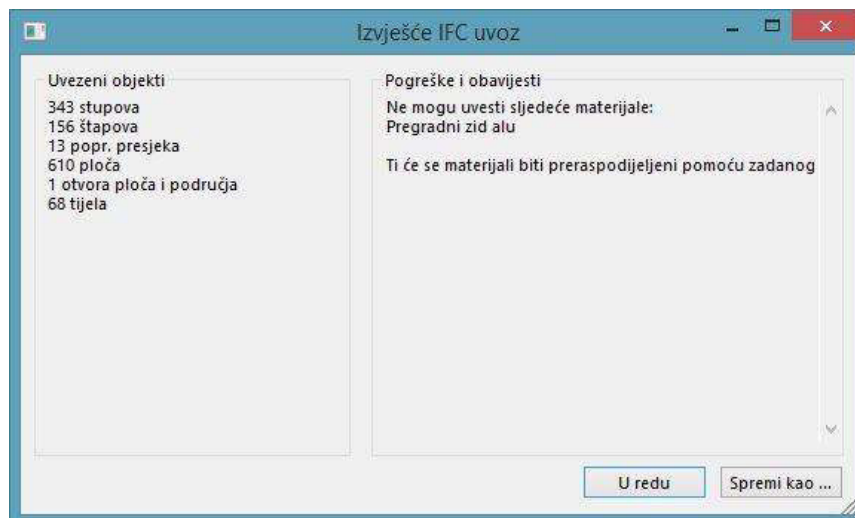 Izvješće IFC uvoz
Uvezeni objekti
343 stupova
156 štapova
13 popr. presjeka
610 ploča
1 otvora ploča i područja
68 tijela
Pogreške i obavijesti
Ne mogu uvesti sljedeće materijale:
Pregradni zid alu
Ti će se materijali biti preraspodijeljeni pomoću zadanog
U redu
Spremi kao ...